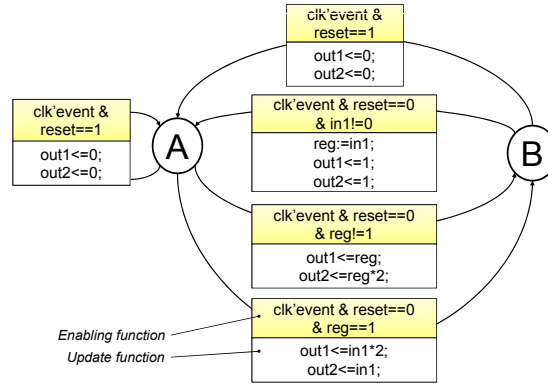 clk'event &
reset==1
out1<=0;
out2<=0;
clk'event &
reset==1
out1<=0;
out2<=0;
A
clk'event & reset==0
& in1!=0
reg:=in1;
out1<=1;
out2<=1;
B
clk'event & reset==0
& reg!=1
out1<=reg;
out2<=reg*2;
clk'event & reset==0
& reg==1
out1<=in1*2;
out2<=in1;
Enabling function
Update function